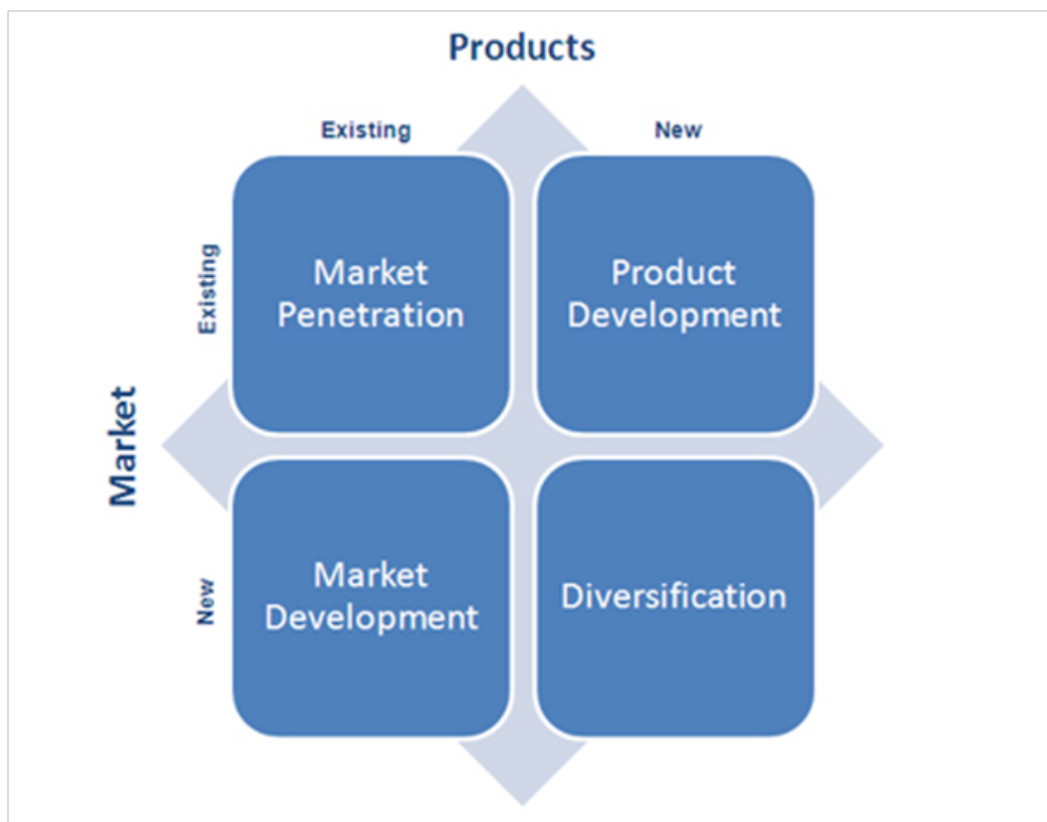 Products
Existing
New
Existing
Market
Penetration
Product
Development
Market
New
Market
Development
Diversification